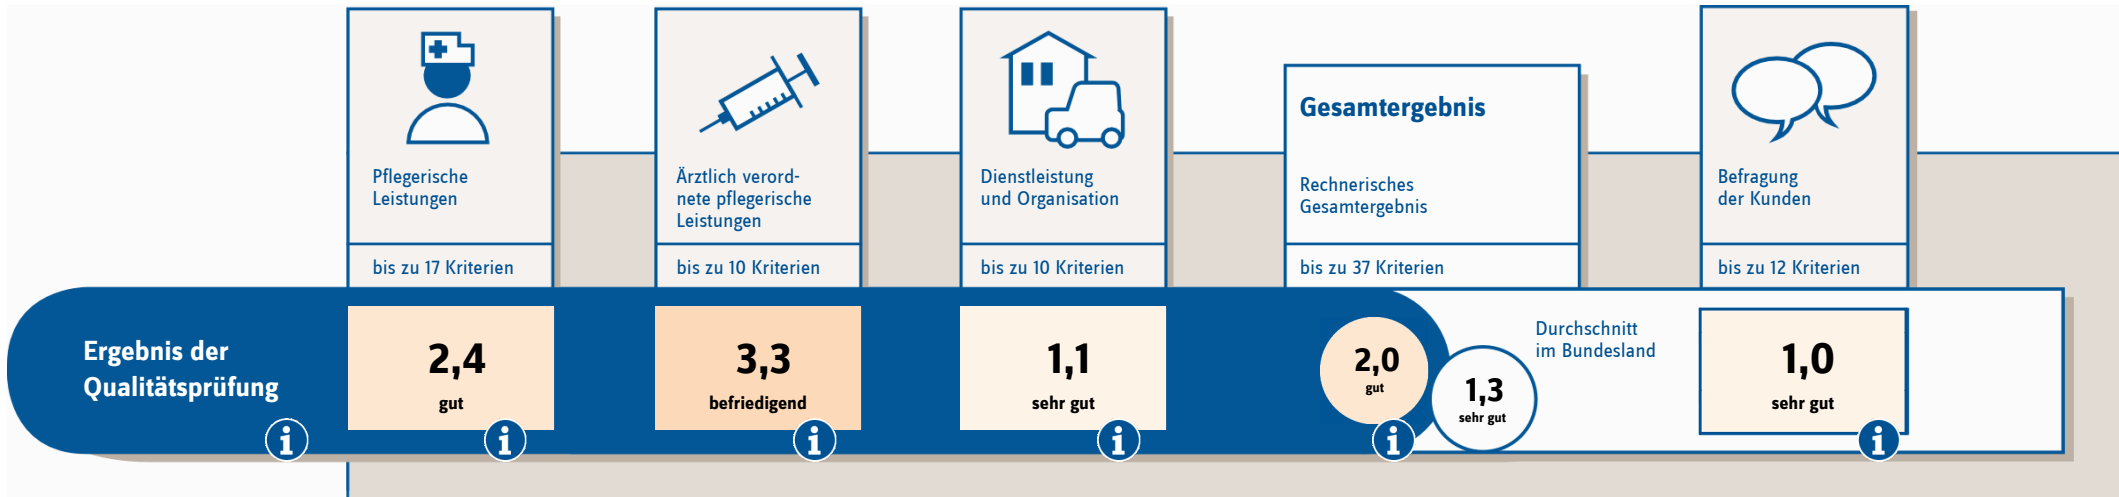 Pflegerische
Leistungen
bis zu 17 Kriterien
Ärztlich verord-
nete pflegerische
Leistungen
bis zu 10 Kriterien
Dienstleistung
und Organisation
bis zu 10 Kriterien
Gesamtergebnis
Rechnerisches
Gesamtergebnis
bis zu 37 Kriterien
Befragung
der Kunden
bis zu 12 Kriterien
Ergebnis der
Qualitätsprüfung
i
2,4
gut
i
3,3
befriedigend
i
1,1
sehr gut
i
2,0
gut
i
1,3
sehr gut
Durchschnitt
im Bundesland
1,0
sehr gut
i